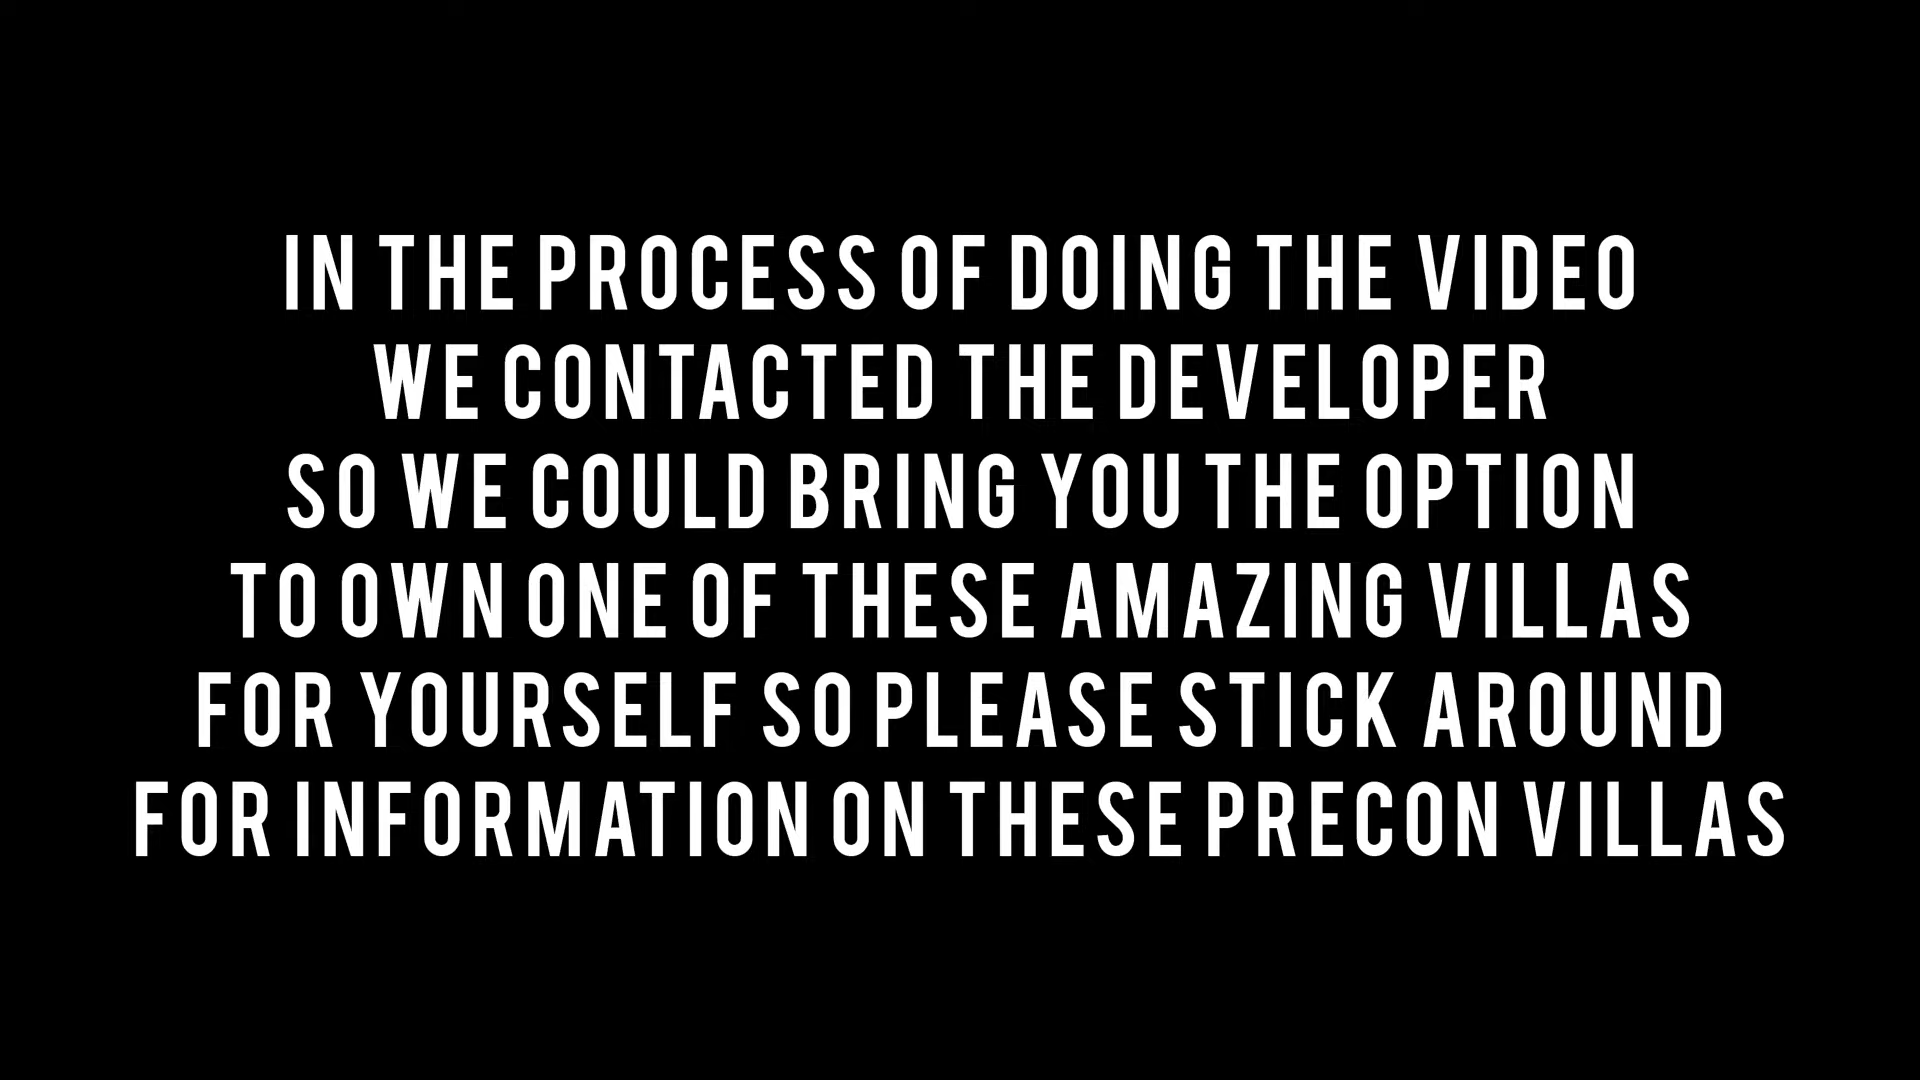 IN THE PROCESS OF DOING THE VIDEO
WE CONTACTED THE DEVELOPER
SO WE COULD BRING YOU THE OPTION
TO OWN ONE OF THESE AMAZING VILLAS
FOR YOURSELF SO PLEASE STICK AROUND
FOR INFORMATION ON THESE PRECON VILLAS